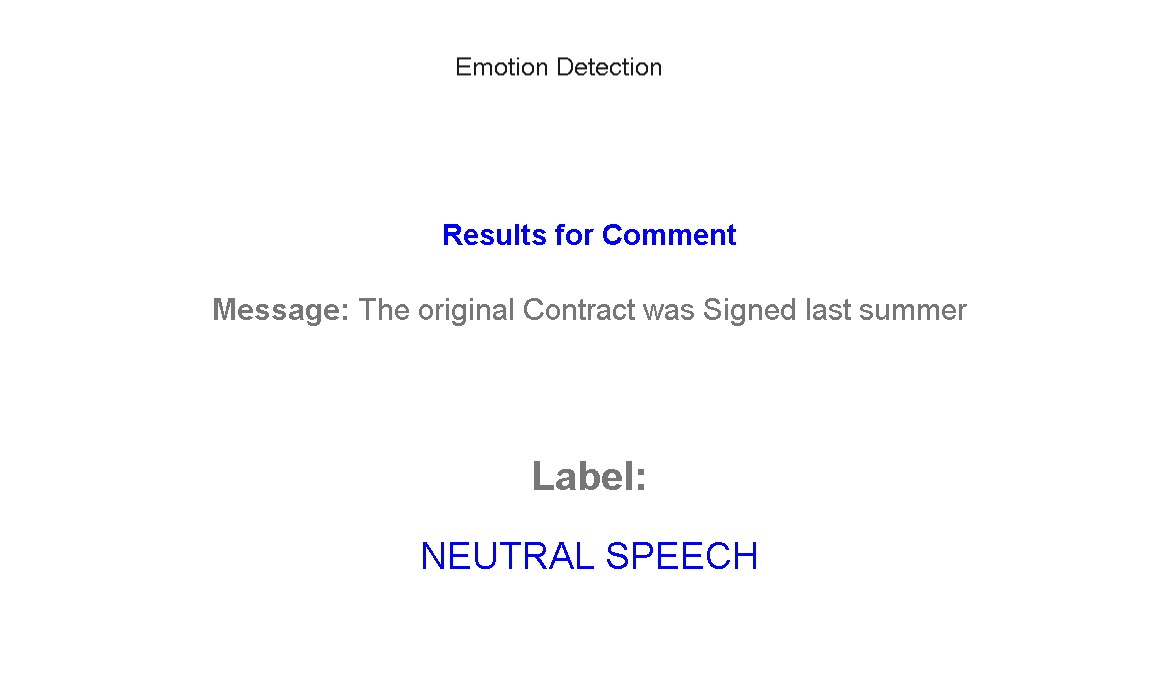 Emotion Detection
Results for Comment
Message: The original Contract was Signed last summer
Label:
NEUTRAL SPEECH